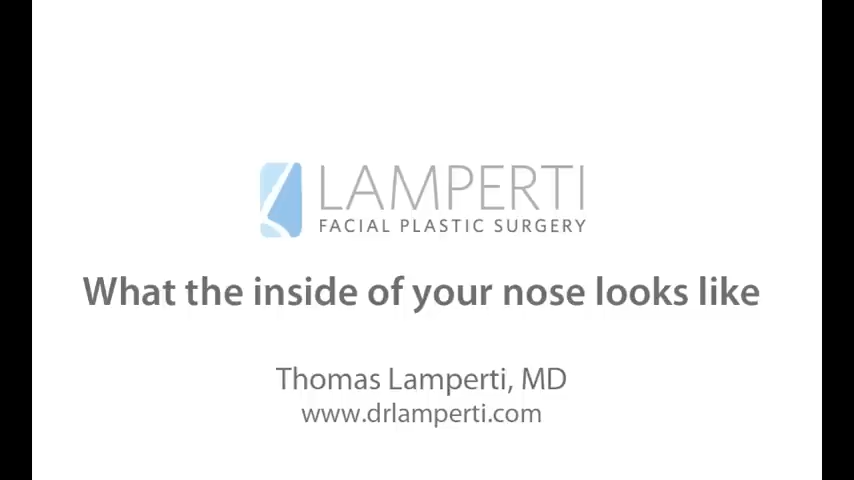 LAMPERTI
FACIAL PLASTIC SURGERY
What the inside of your nose looks like
Thomas Lamperti, MD
www.drlamperti.com